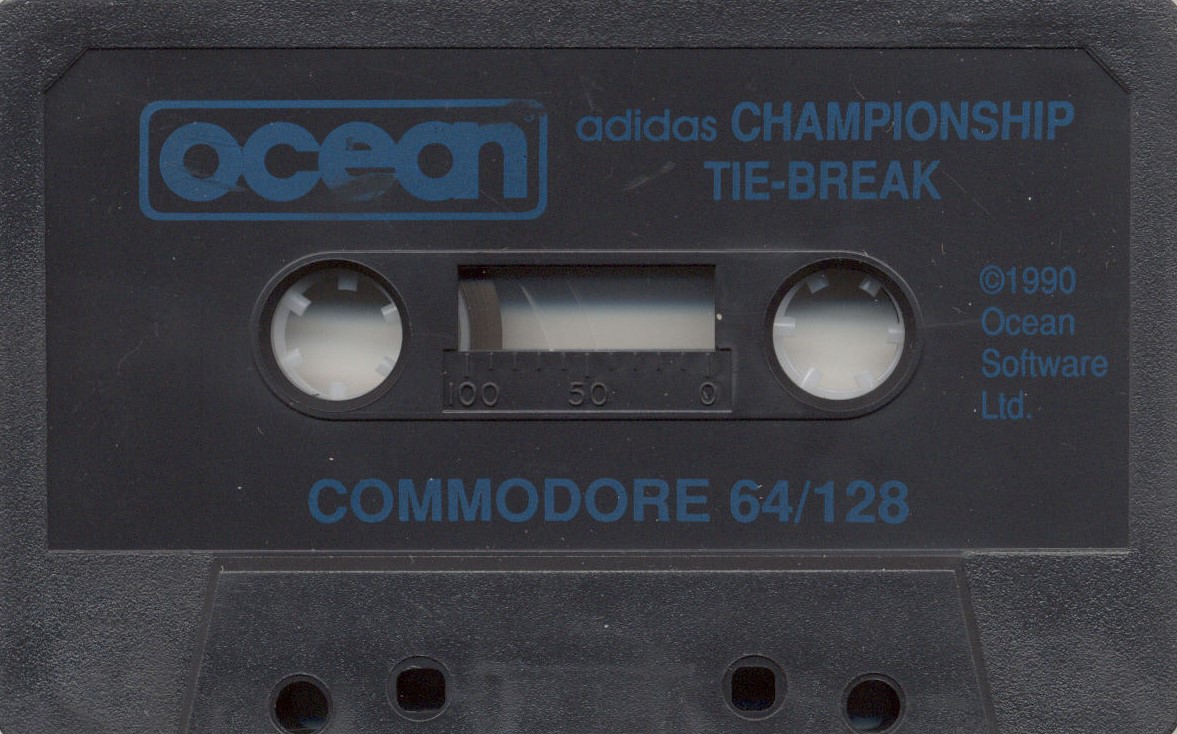 ocean
adidas CHAMPIONSHIP
TIE-BREAK
©1990
Ocean
Software
Ltd.
100 50 0
COMMODORE 64/128